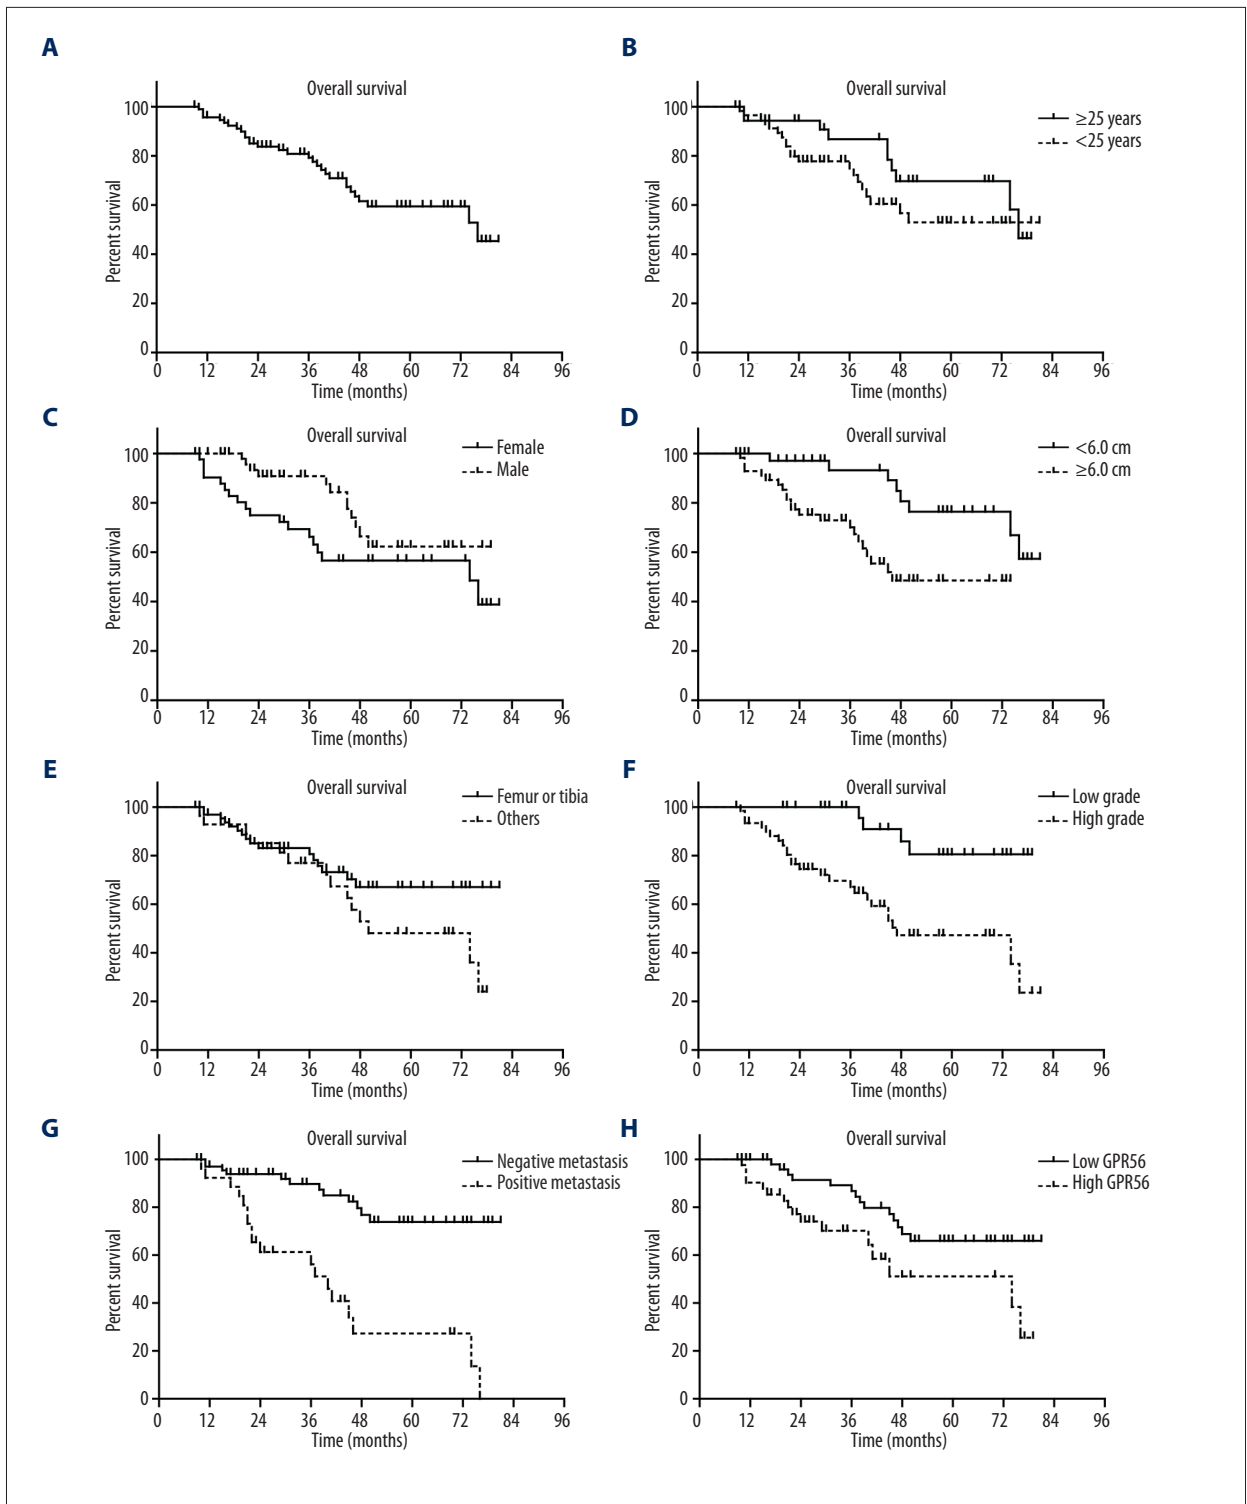 A
Overall survival
Percent survival
100
80
60
40
20
0
0 12 24 36 48 60 72 84 96
Time (months)
B
Overall survival
≥25 years
<25 years
Percent survival
100
80
60
40
20
0
0 12 24 36 48 60 72 84 96
Time (months)
C
Overall survival
Female
Male
Percent survival
100
80
60
40
20
0
0 12 24 36 48 60 72 84 96
Time (months)
D
Overall survival
<6.0 cm
≥6.0 cm
Percent survival
100
80
60
40
20
0
0 12 24 36 48 60 72 84 96
Time (months)
E
Overall survival
Femur or tibia
Others
Percent survival
100
80
60
40
20
0
0 12 24 36 48 60 72 84 96
Time (months)
F
Overall survival
Low grade
High grade
Percent survival
100
80
60
40
20
0
0 12 24 36 48 60 72 84 96
Time (months)
G
Overall survival
Negative metastasis
Positive metastasis
Percent survival
100
80
60
40
20
0
0 12 24 36 48 60 72 84 96
Time (months)
H
Overall survival
Low GPR56
High GPR56
Percent survival
100
80
60
40
20
0
0 12 24 36 48 60 72 84 96
Time (months)